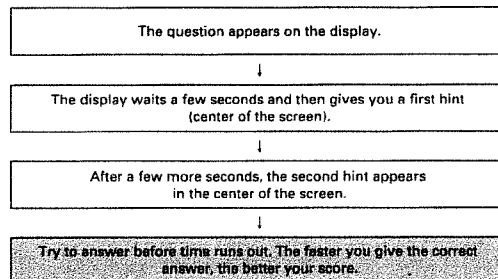 The question appears on the display.
↓
The display waits a few seconds and then gives you a first hint
(center of the screen).
↓
After a few more seconds, the second hint appears
in the center of the screen.
↓
Try to answer before time runs out. The faster you give the correct
answer, the better your score.